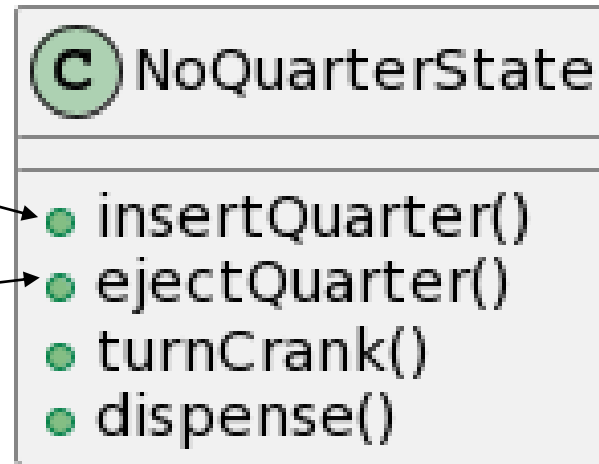 C NoQuarterState
insertQuarter()
ejectQuarter()
turnCrank()
dispense()